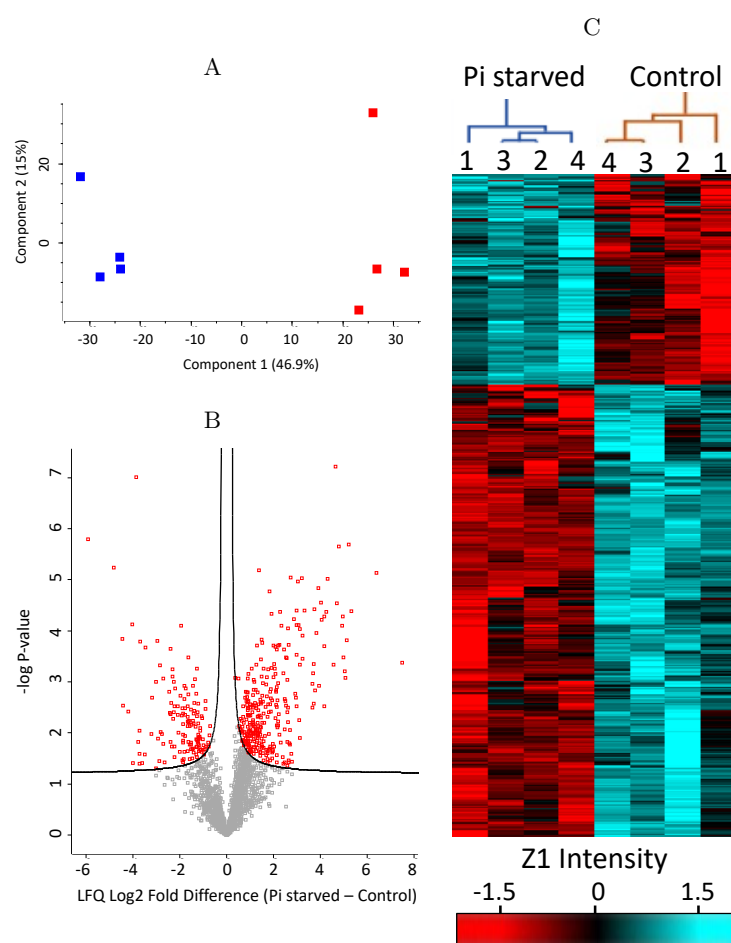 A
Component 2 (15%)
20
0
-30
-20
-10
0
10
20
30
Component 1 (46.9%)
B
-log P-value
7
6
5
4
3
2
1
0
-6
-4
-2
0
2
4
6
8
LFQ Log2 Fold Difference (Pi starved – Control)
C
Pi starved Control
1 3 2 4 4 3 2 1
Z1 Intensity
-1.5 0 1.5